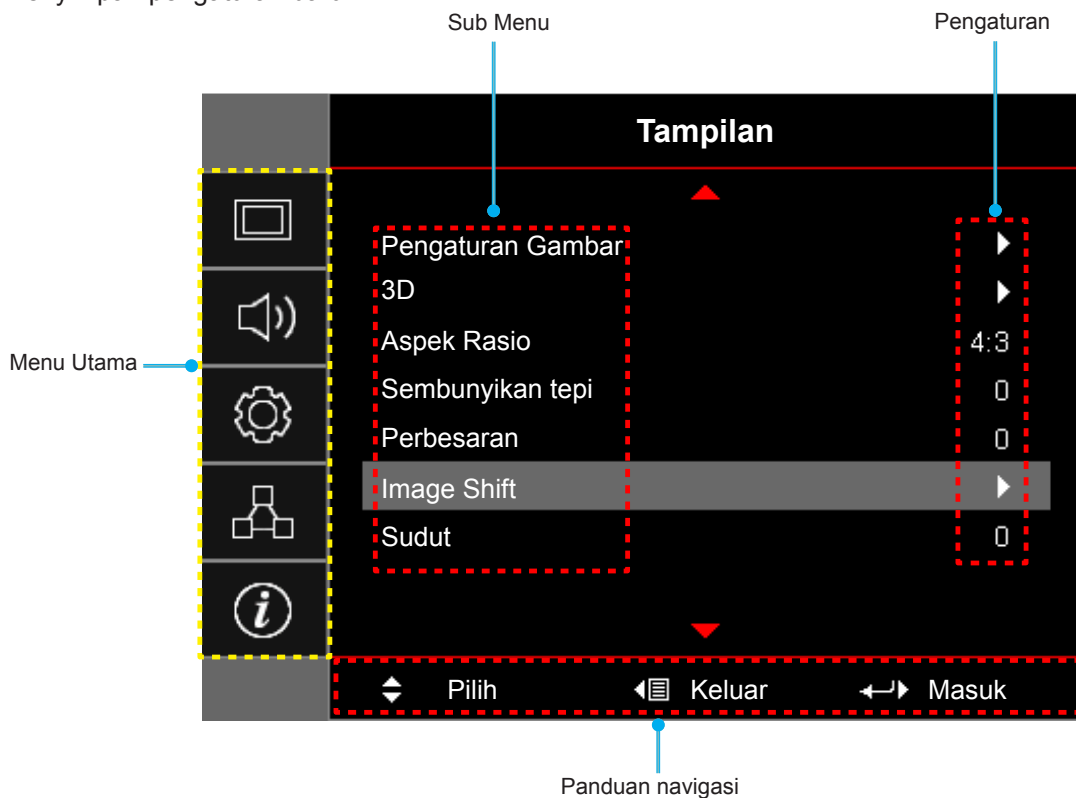 Sub Menu
Pengaturan
Tampilan
Pengaturan Gambar
3D
Aspek Rasio 4:3
Sembunyikan tepi 0
Perbesaran 0
Image Shift
Sudut 0
Menu Utama
Pilih Keluar Masuk
Panduan navigasi